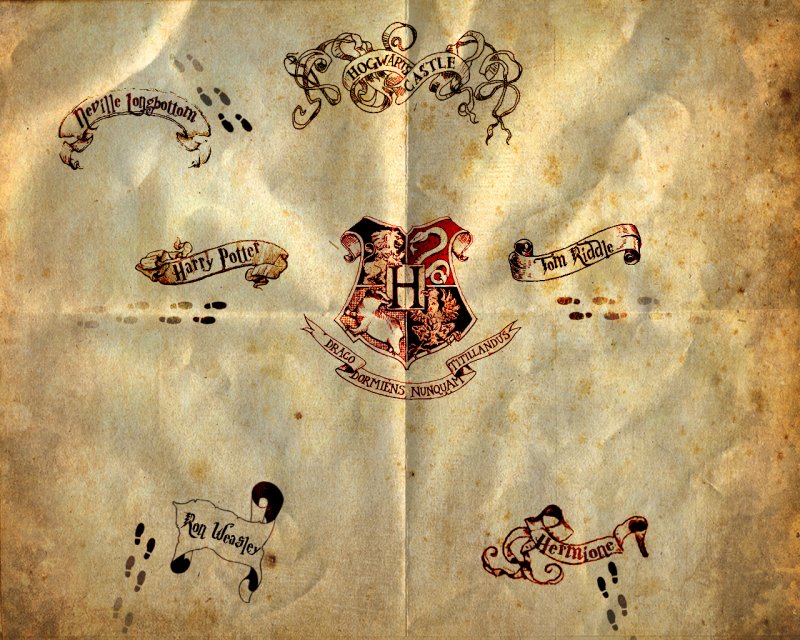 HOGWARTS CASTLE
Neville Longbottom
Harry Potter
Tom Riddle
H
DRACO
DORMIENS NUNQUAM
TITILLANDUS
Ron Weasley
Hermione